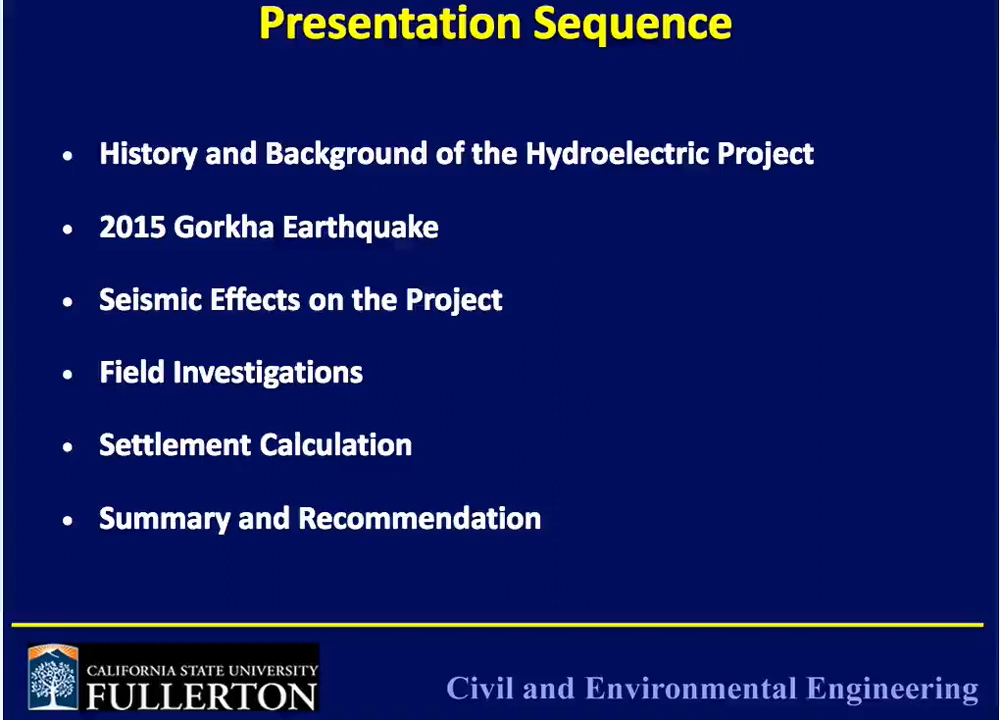 Presentation Sequence
• History and Background of the Hydroelectric Project
• 2015 Gorkha Earthquake
• Seismic Effects on the Project
• Field Investigations
• Settlement Calculation
• Summary and Recommendation
CALIFORNIA STATE UNIVERSITY
FULLERTON
Civil and Environmental Engineering